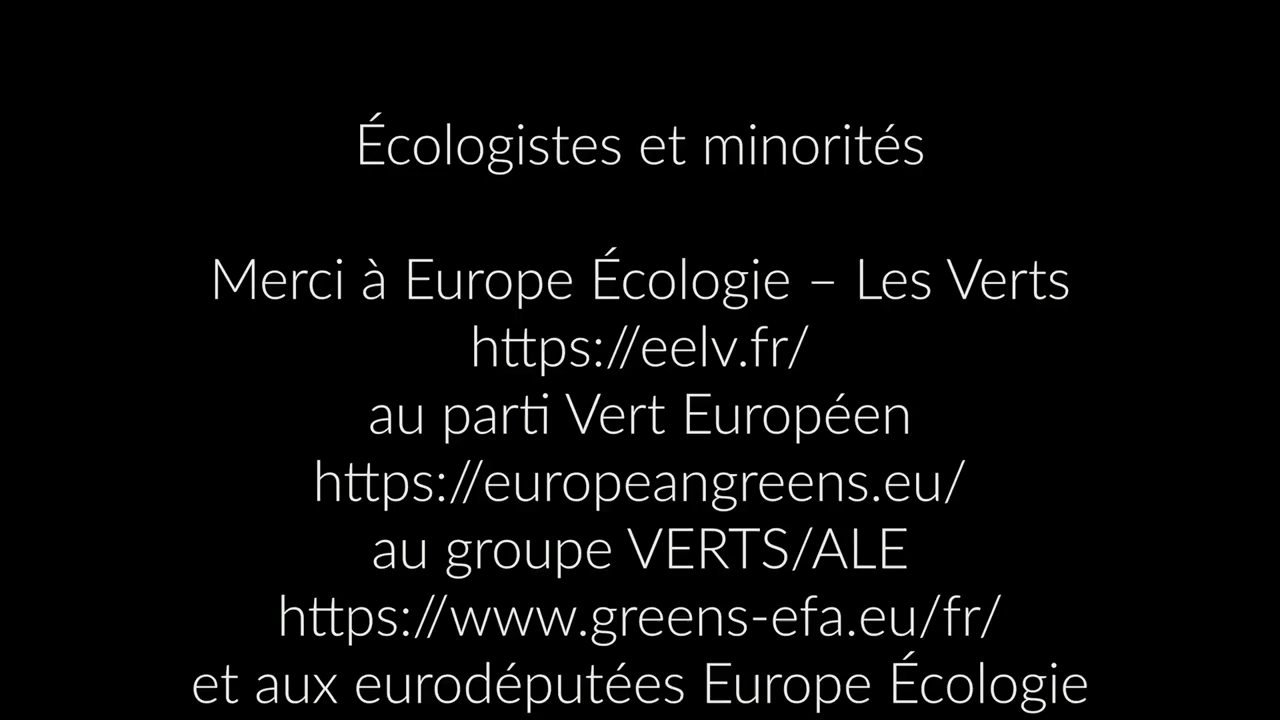 Écologistes et minorités
Merci à Europe Écologie – Les Verts
https://eelv.fr/
au parti Vert Européen
https://europeangreens.eu/
au groupe VERTS/ALE
https://www.greens-efa.eu/fr/
et aux eurodéputées Europe Écologie